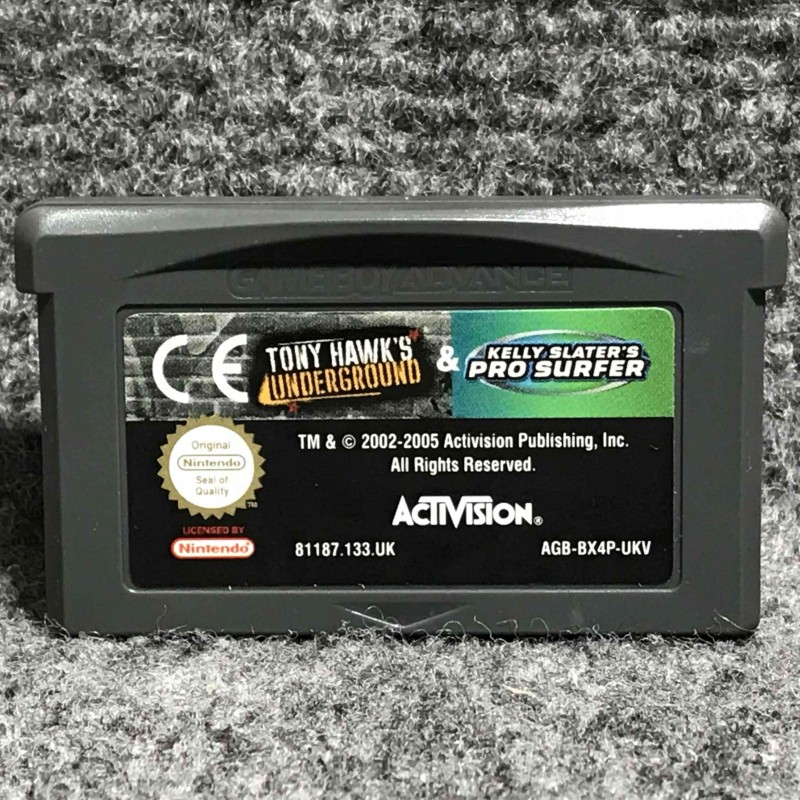 GAME BOY ADVANCE
CE
TONY HAWK'S
UNDERGROUND
&
KELLY SLATER'S
PRO SURFER
Original
Nintendo
Seal of
Quality
TM
TM & © 2002-2005 Activision Publishing, Inc.
All Rights Reserved.
ACTIVISION®
LICENSED BY
Nintendo
81187.133.UK
AGB-BX4P-UKV